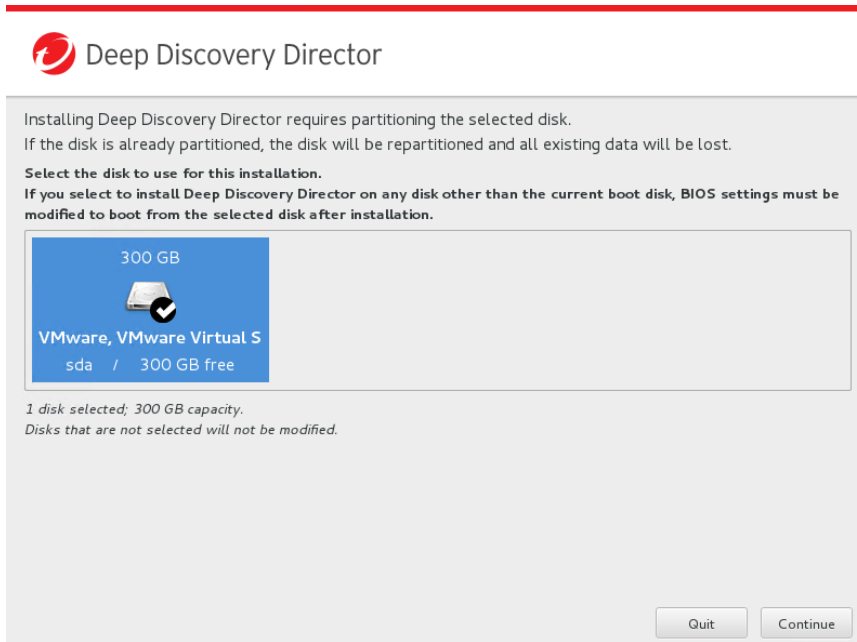 Deep Discovery Director
Installing Deep Discovery Director requires partitioning the selected disk.
If the disk is already partitioned, the disk will be repartitioned and all existing data will be lost.
Select the disk to use for this installation.
If you select to install Deep Discovery Director on any disk other than the current boot disk, BIOS settings must be
modified to boot from the selected disk after installation.
300 GB
VMware, VMware Virtual S
sda / 300 GB free
1 disk selected; 300 GB capacity.
Disks that are not selected will not be modified.
Quit Continue